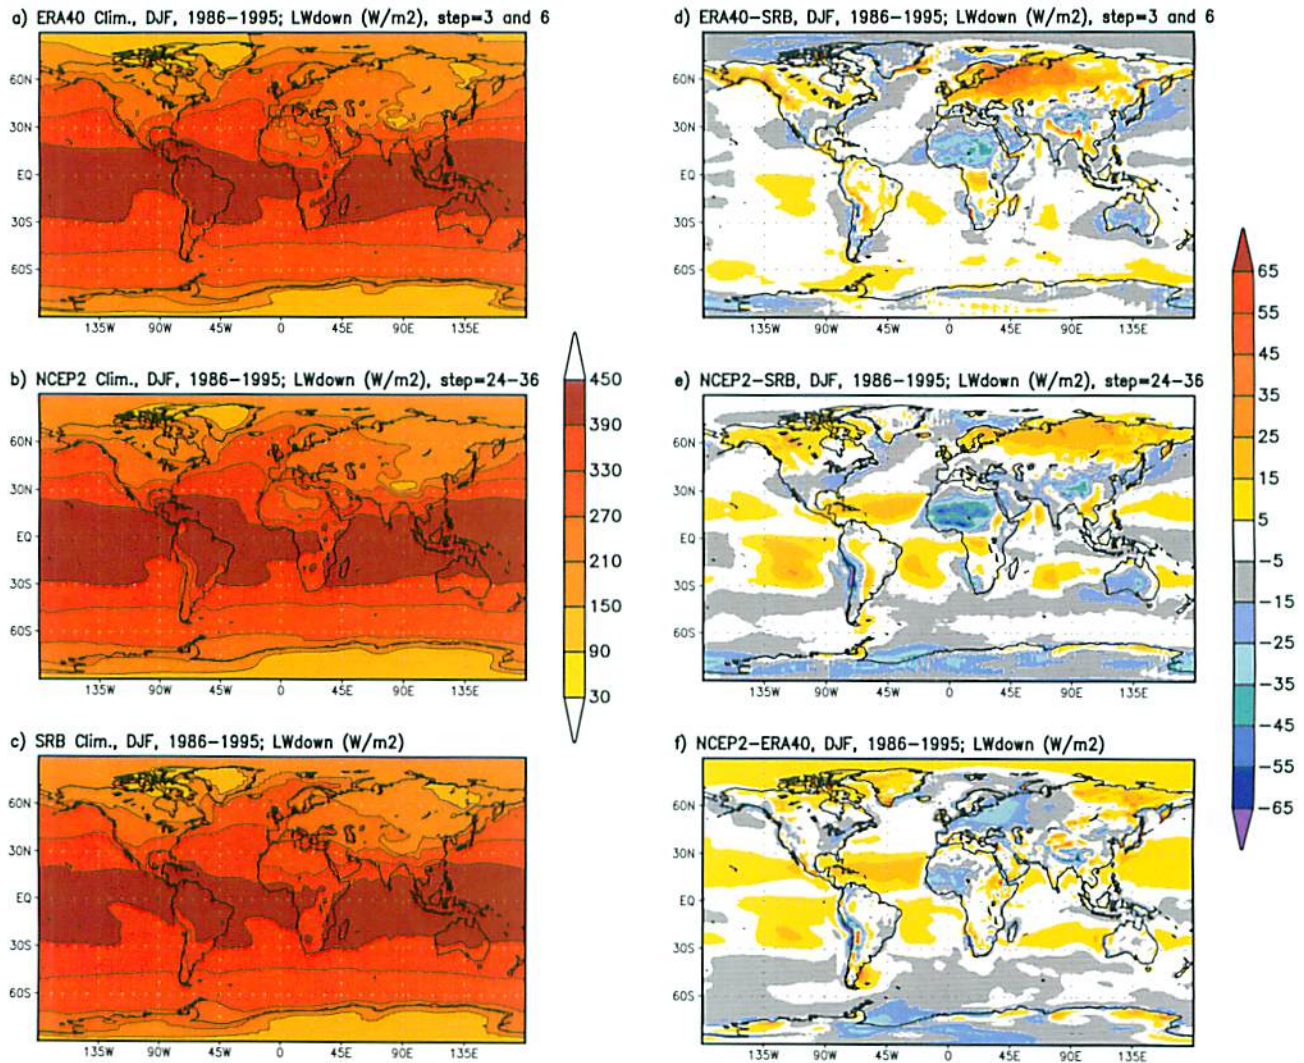 a) ERA40 Clim., DJF, 1986-1995; LWdown (W/m2), step=3 and 6
60N
30N
EQ
30S
60S
135W 90W 45W 0 45E 90E 135E
b) NCEP2 Clim., DJF, 1986-1995; LWdown (W/m2), step=24-36
60N
30N
EQ
30S
60S
135W 90W 45W 0 45E 90E 135E
c) SRB Clim., DJF, 1986-1995; LWdown (W/m2)
60N
30N
EQ
30S
60S
135W 90W 45W 0 45E 90E 135E
450
390
330
270
210
150
90
30
d) ERA40-SRB, DJF, 1986-1995; LWdown (W/m2), step=3 and 6
60N
30N
EQ
30S
60S
135W 90W 45W 0 45E 90E 135E
e) NCEP2-SRB, DJF, 1986-1995; LWdown (W/m2), step=24-36
60N
30N
EQ
30S
60S
135W 90W 45W 0 45E 90E 135E
f) NCEP2-ERA40, DJF, 1986-1995; LWdown (W/m2)
60N
30N
EQ
30S
60S
135W 90W 45W 0 45E 90E 135E
65
55
45
35
25
15
5
-5
-15
-25
-35
-45
-55
-65